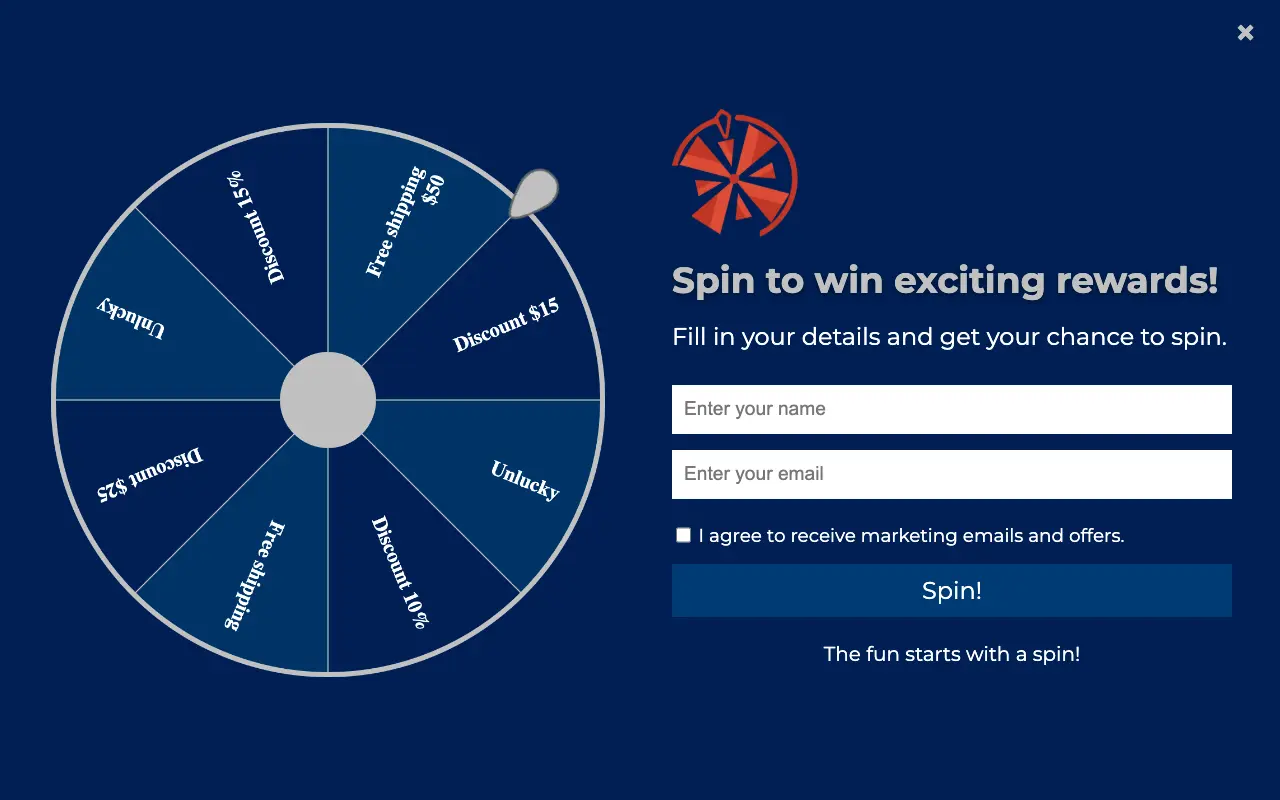 ✖
Free shipping
$50
Discount $15
Unlucky
Discount 10%
Free shipping
Discount $25
Unlucky
Discount 15%
Spin to win exciting rewards!
Fill in your details and get your chance to spin.
Enter your name
Enter your email
I agree to receive marketing emails and offers.
Spin!
The fun starts with a spin!